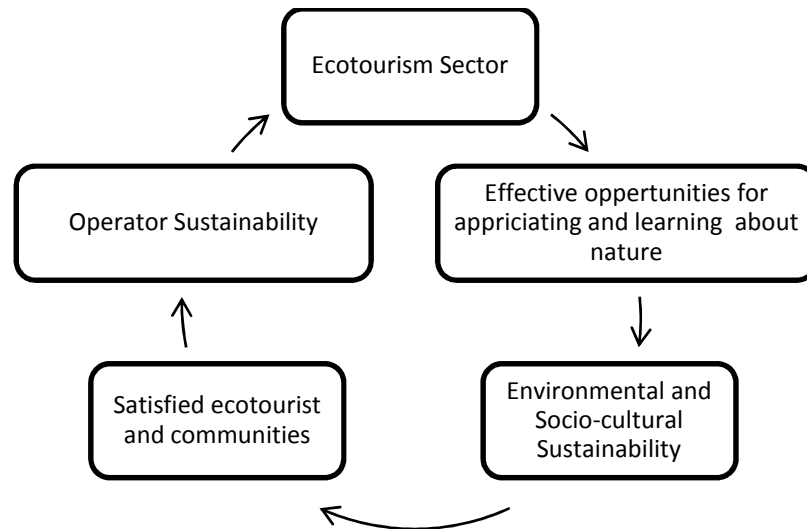 Ecotourism Sector
Effective oppertunities for
appriciating and learning about
nature
Environmental and
Socio-cultural
Sustainability
Satisfied ecotourist
and communities
Operator Sustainability